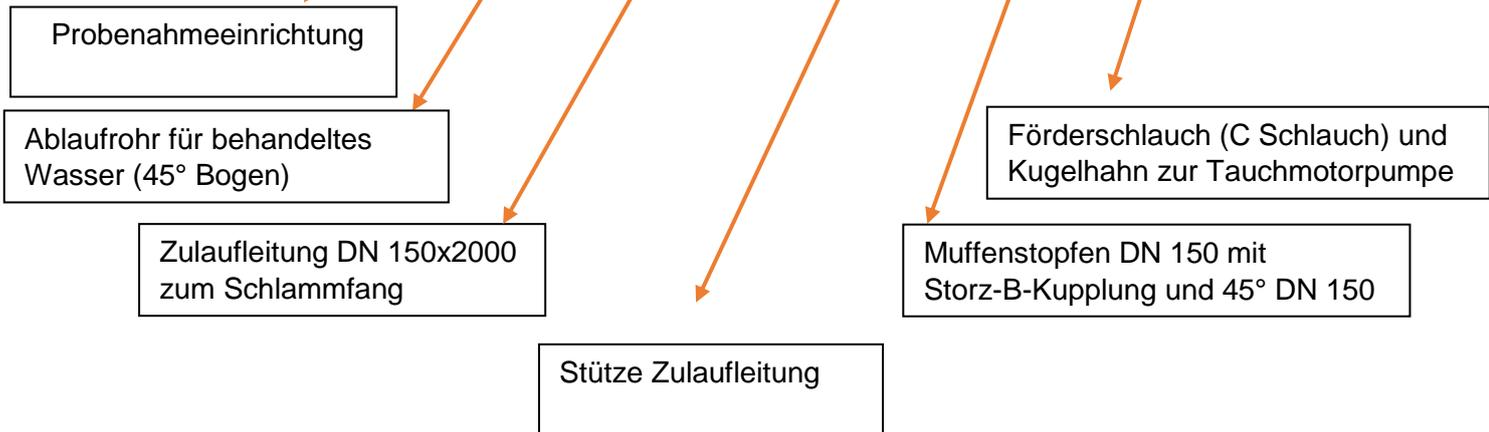 Probenahmeeinrichtung
Ablaufrohr für behandeltes
Wasser (45° Bogen)
Förderschlauch (C Schlauch) und
Kugelhahn zur Tauchmotorpumpe
Zulaufleitung DN 150x2000
zum Schlammfang
Muffenstopfen DN 150 mit
Storz-B-Kupplung und 45° DN 150
Stütze Zulaufleitung